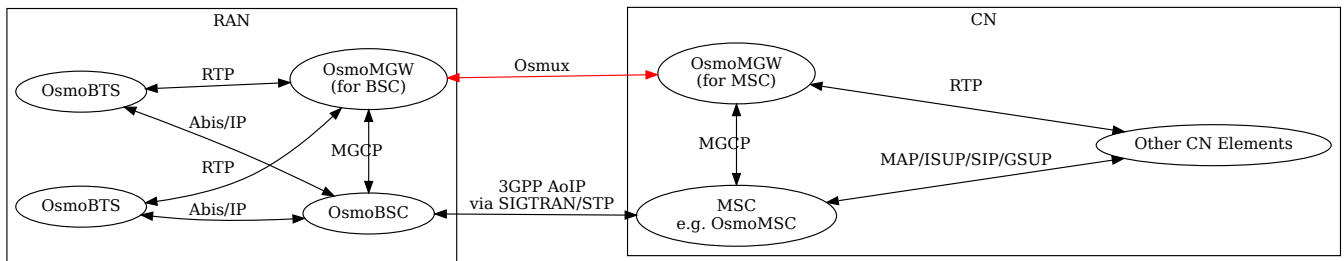 RAN
CN
OsmoBTS
RTP
OsmoMGW
(for BSC)
Osmux
OsmoMGW
(for MSC)
RTP
Abis/IP
MGCP
MGCP
Other CN Elements
RTP
MAP/ISUP/SIP/GSUP
OsmoBTS
Abis/IP
OsmoBSC
3GPP AoIP
via SIGTRAN/STP
MSC
e.g. OsmoMSC